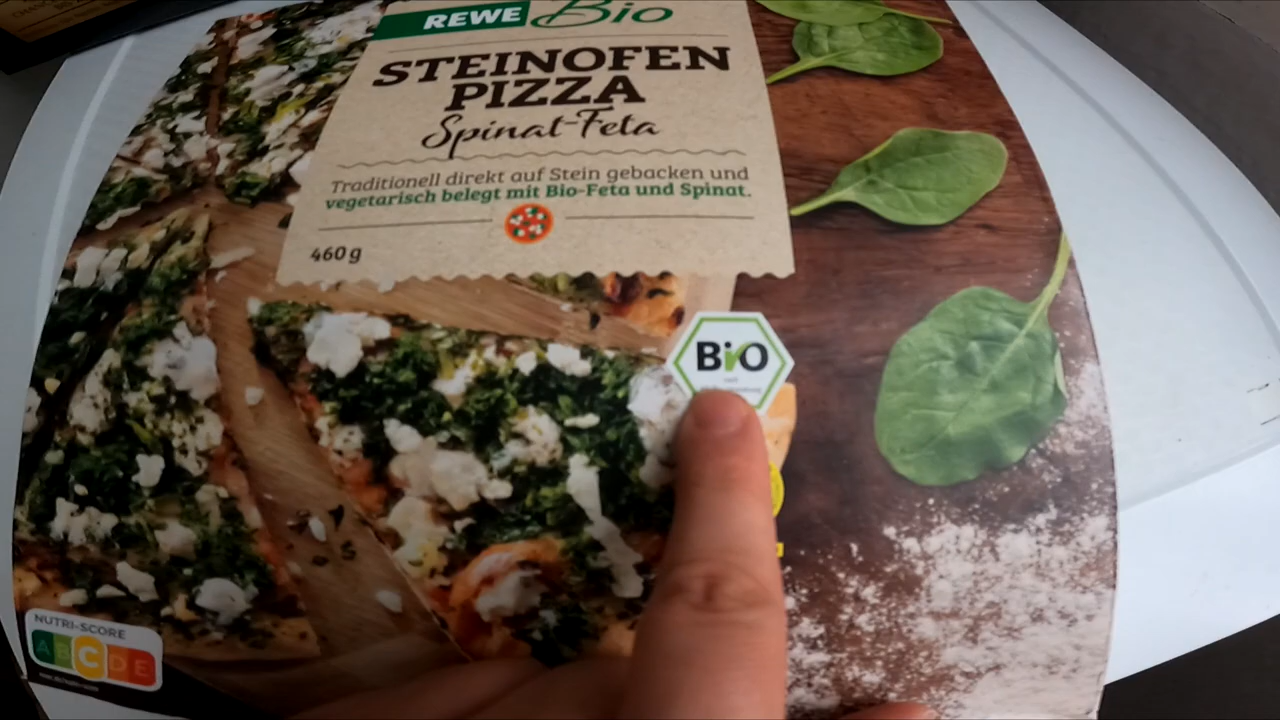 REWE Bio
STEINOFEN
PIZZA
Spinat-Feta
Traditionell direkt auf Stein gebacken und
vegetarisch belegt mit Bio-Feta und Spinat.
460 g
BiO
NUTRI-SCORE
A B C D E